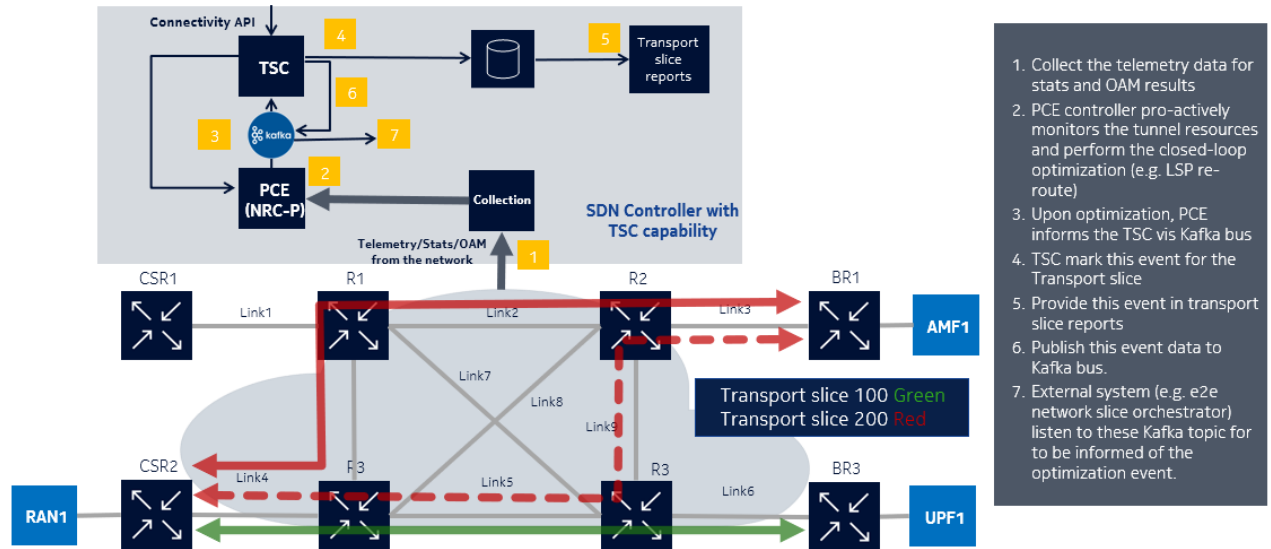 Connectivity API
4
5
TSC
Transport
slice
reports
6
3
kafka
7
2
PCE
(NRC-P)
Collection
SDN Controller with
TSC capability
Telemetry/Stats/OAM
from the network
1
CSR1
R1
R2
BR1
Link1
Link2
Link3
AMF1
Link7
Link8
Transport slice 100 Green
Transport slice 200 Red
Link9
CSR2
R3
R3
BR3
Link4
Link5
Link6
RAN1
UPF1
1. Collect the telemetry data for
stats and OAM results
2. PCE controller pro-actively
monitors the tunnel resources
and perform the closed-loop
optimization (e.g. LSP re-
route)
3. Upon optimization, PCE
informs the TSC vis Kafka bus
4. TSC mark this event for the
Transport slice
5. Provide this event in transport
slice reports
6. Publish this event data to
Kafka bus.
7. External system (e.g. e2e
network slice orchestrator)
listen to these Kafka topic for
to be informed of the
optimization event.